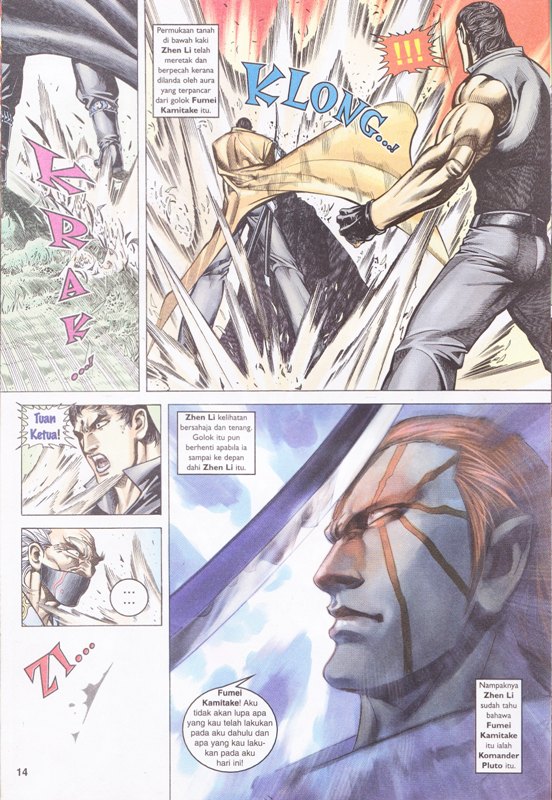 KRAK...!
Permukaan tanah
di bawah kaki
Zhen Li telah
meretak dan
berpecah kerana
dilanda oleh aura
yang terpancar
dari golok Fumei
Kamitake itu.
KLONG...!
!!!
Tuan
Ketua!
...
...
ZI...
Zhen Li kelihatan
bersahaja dan tenang.
Golok itu pun
berhenti apabila ia
sampai ke depan
dahi Zhen Li itu.
Fumei
Kamitake! Aku
tidak akan lupa apa
yang kau telah lakukan
pada aku dahulu dan
apa yang kau laku-
kan pada aku
hari ini!
Nampaknya
Zhen Li
sudah tahu
bahawa
Fumei
Kamitake
itu ialah
Komander
Pluto itu.
14